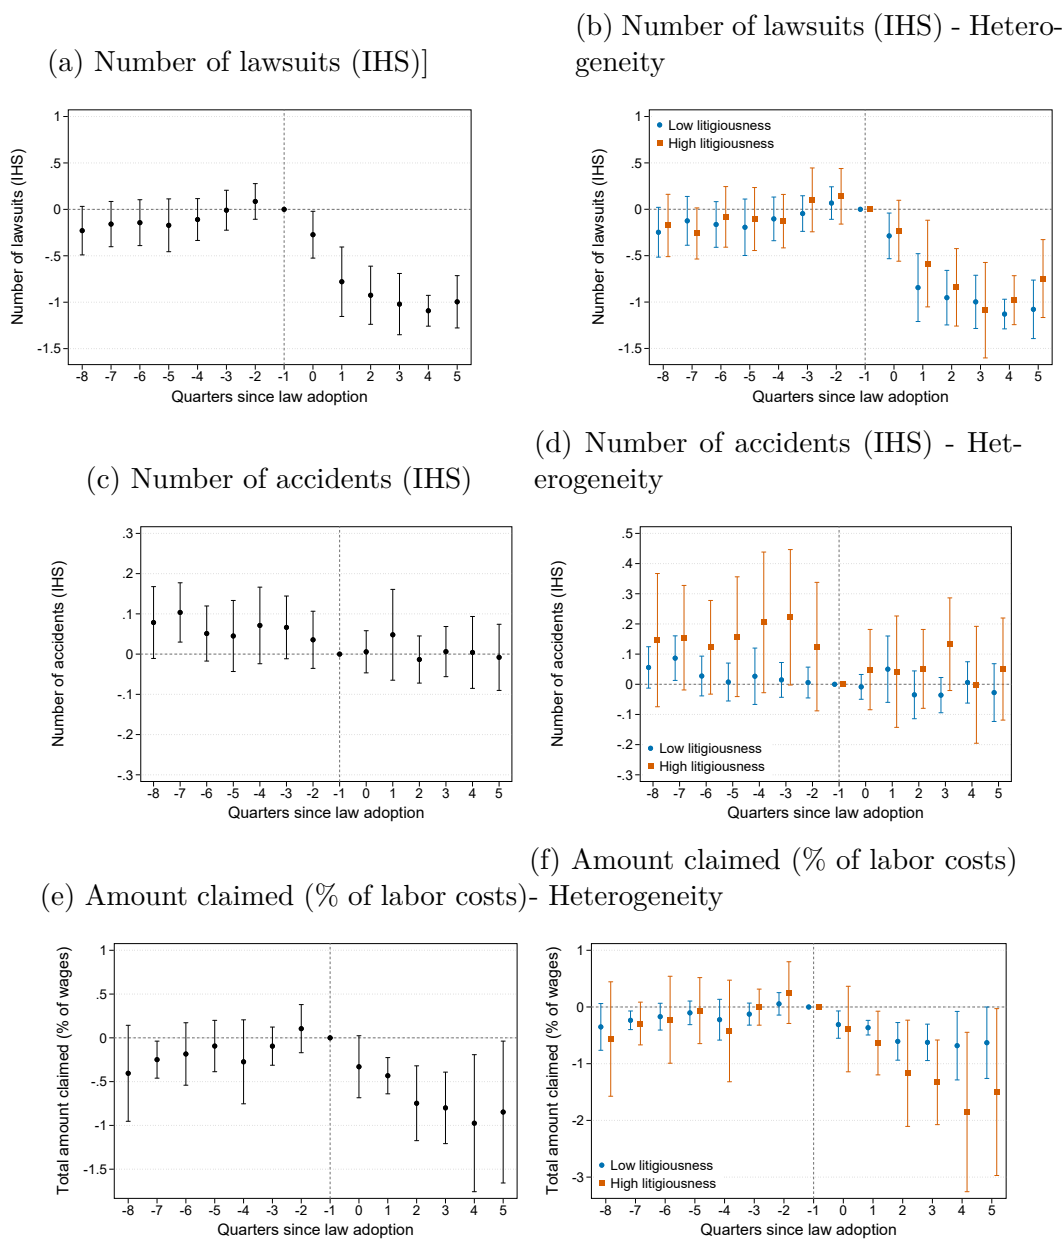 (a) Number of lawsuits (IHS)]
(b) Number of lawsuits (IHS) - Hetero-
geneity
Number of lawsuits (IHS)
1
.5
0
-.5
-1
-1.5
-8 -7 -6 -5 -4 -3 -2 -1 0 1 2 3 4 5
Quarters since law adoption
Number of lawsuits (IHS)
1
.5
0
-.5
-1
-1.5
Low litigiousness
High litigiousness
-8 -7 -6 -5 -4 -3 -2 -1 0 1 2 3 4 5
Quarters since law adoption
(c) Number of accidents (IHS)
(d) Number of accidents (IHS) - Het-
erogeneity
Number of accidents (IHS)
.3
.2
.1
0
-.1
-.2
-.3
-8 -7 -6 -5 -4 -3 -2 -1 0 1 2 3 4 5
Quarters since law adoption
Number of accidents (IHS)
.5
.4
.3
.2
.1
0
-.1
-.2
-.3
Low litigiousness
High litigiousness
-8 -7 -6 -5 -4 -3 -2 -1 0 1 2 3 4 5
Quarters since law adoption
(e) Amount claimed (% of labor costs)
(f) Amount claimed (% of labor costs)
- Heterogeneity
Total amount claimed (% of wages)
1
.5
0
-.5
-1
-1.5
-8 -7 -6 -5 -4 -3 -2 -1 0 1 2 3 4 5
Quarters since law adoption
Total amount claimed (% of wages)
1
0
-1
-2
-3
Low litigiousness
High litigiousness
-8 -7 -6 -5 -4 -3 -2 -1 0 1 2 3 4 5
Quarters since law adoption